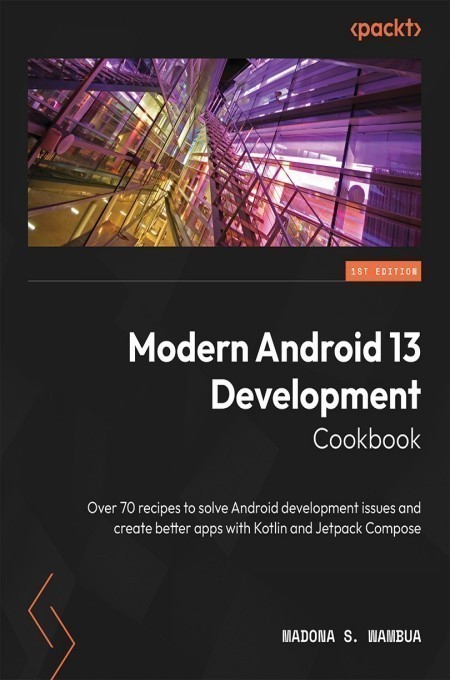 <packt>
1ST EDITION
Modern Android 13
Development
Cookbook
Over 70 recipes to solve Android development issues and
create better apps with Kotlin and Jetpack Compose
MADONA S. WAMBUA